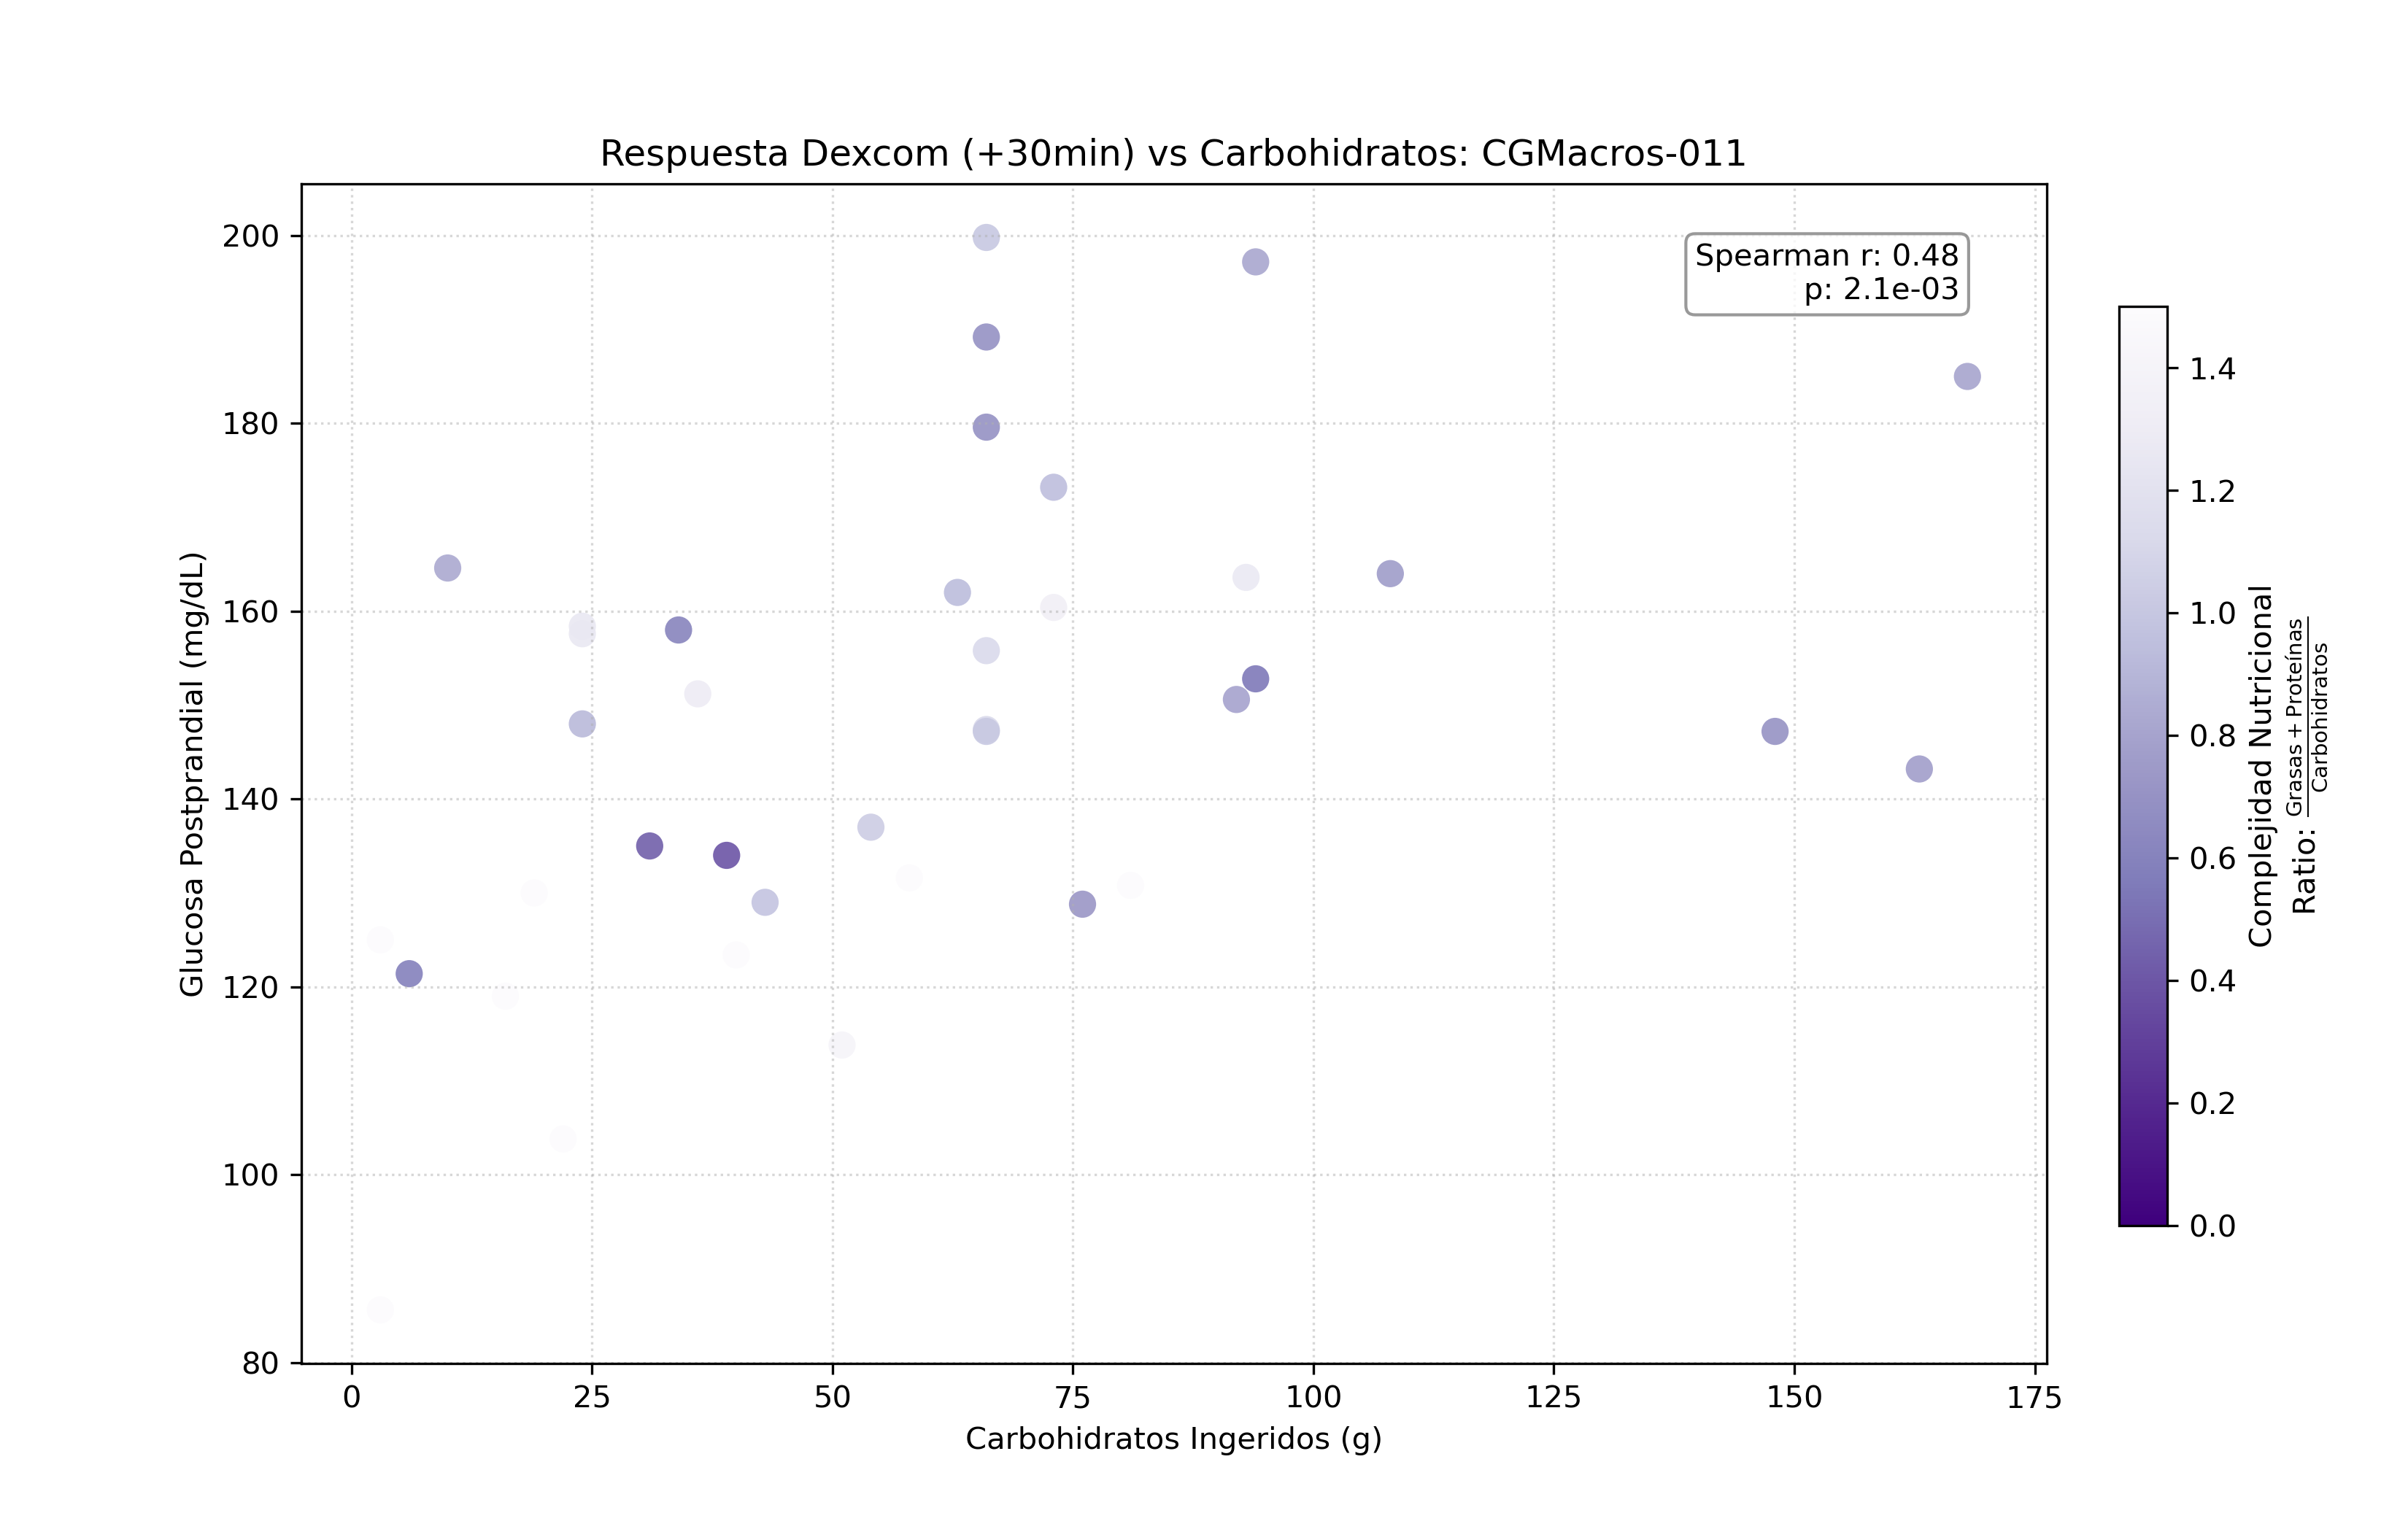 Respuesta Dexcom (+30min) vs Carbohidratos: CGMacros-011
Spearman r: 0.48
p: 2.1e-03
Glucosa Postprandial (mg/dL)
200
180
160
140
120
100
80
0 25 50 75 100 125 150 175
Carbohidratos Ingeridos (g)
1.4
1.2
1.0
0.8
0.6
0.4
0.2
0.0
Complejidad Nutricional
Ratio: Grasas + Proteínas
Carbohidratos